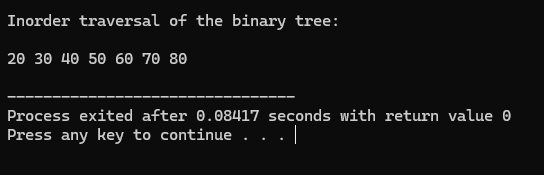 Inorder traversal of the binary tree:
20 30 40 50 60 70 80
--------------------------------
Process exited after 0.08417 seconds with return value 0
Press any key to continue . . .